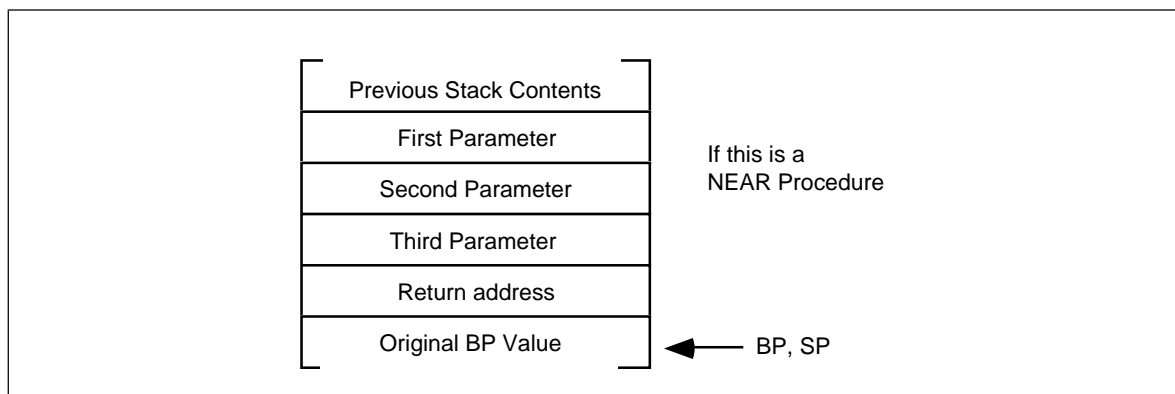 Previous Stack Contents
First Parameter
If this is a
NEAR Procedure
Second Parameter
Third Parameter
Return address
Original BP Value
BP, SP